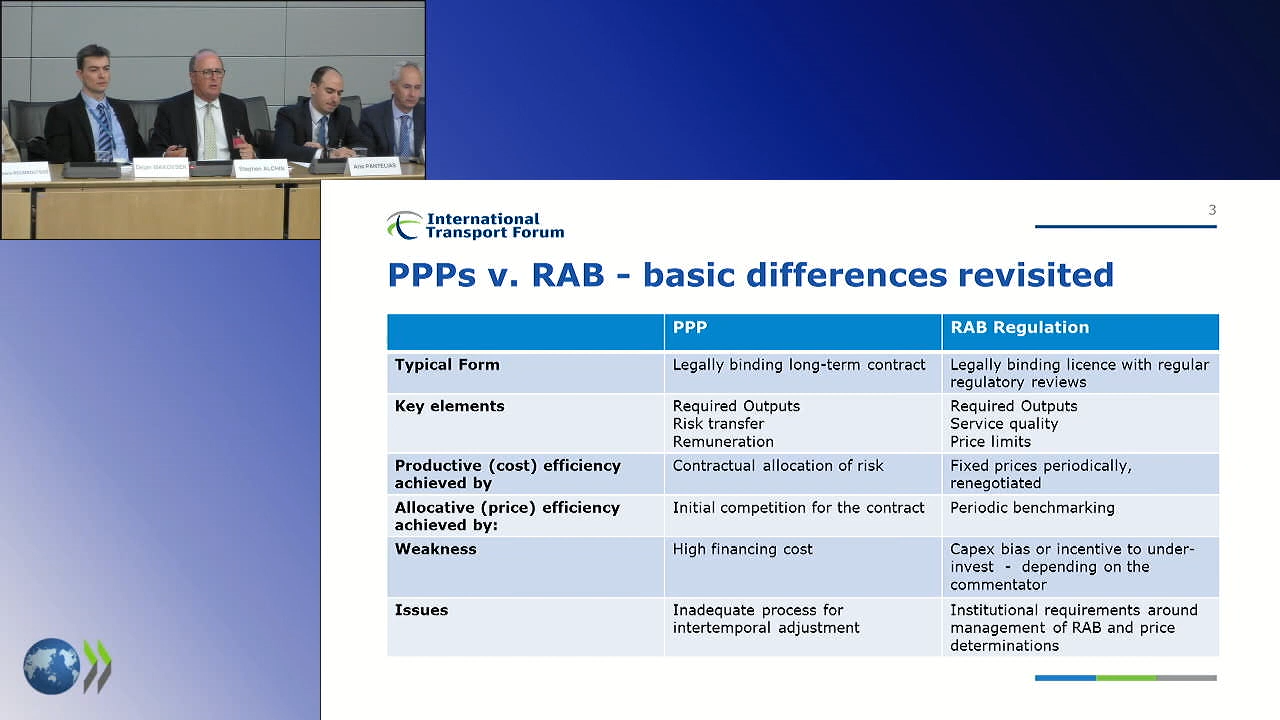 Stephen ALCHIN
Aris PANTELIAS
International
Transport Forum
3
PPPs v. RAB - basic differences revisited
PPP
RAB Regulation
Typical Form
Legally binding long-term contract
Legally binding licence with regular
regulatory reviews
Key elements
Required Outputs
Risk transfer
Remuneration
Required Outputs
Service quality
Price limits
Productive (cost) efficiency
achieved by
Contractual allocation of risk
Fixed prices periodically,
renegotiated
Allocative (price) efficiency
achieved by:
Initial competition for the contract
Periodic benchmarking
Weakness
High financing cost
Capex bias or incentive to under-
invest - depending on the
commentator
Issues
Inadequate process for
intertemporal adjustment
Institutional requirements around
management of RAB and price
determinations